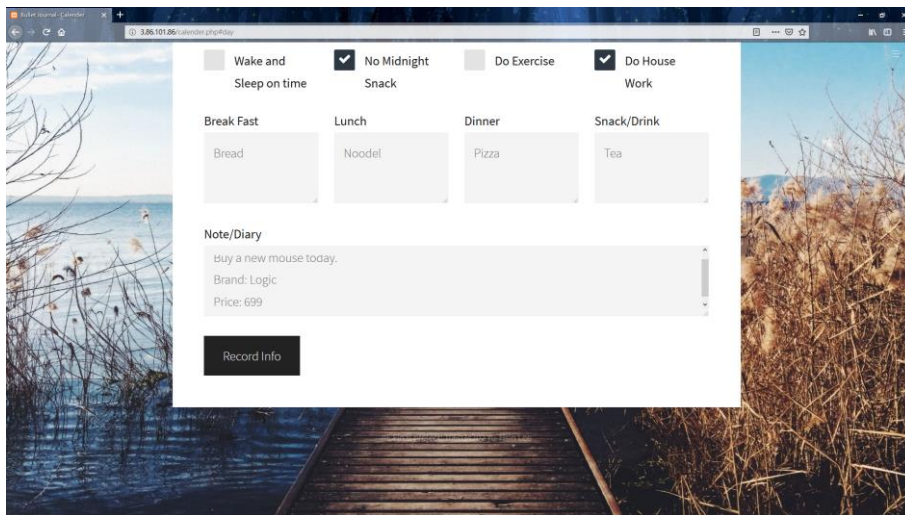 Bullet Journal - Calender
3.86.101.86/calender.php#day
Wake and
Sleep on time
No Midnight
Snack
Do Exercise
Do House
Work
Break Fast
Lunch
Dinner
Snack/Drink
Bread
Noodel
Pizza
Tea
Note/Diary
Buy a new mouse today.
Brand: Logic
Price: 699
Record Info